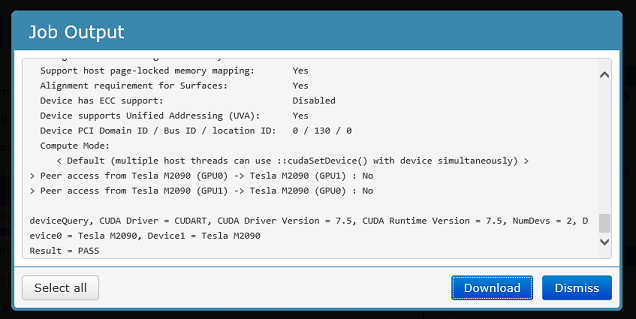 Job Output
Support host page-locked memory mapping: Yes
Alignment requirement for Surfaces: Yes
Device has ECC support: Disabled
Device supports Unified Addressing (UVA): Yes
Device PCI Domain ID / Bus ID / location ID: 0 / 130 / 0
Compute Mode:
< Default (multiple host threads can use ::cudaSetDevice() with device simultaneously) >
> Peer access from Tesla M2090 (GPU0) -> Tesla M2090 (GPU1) : No
> Peer access from Tesla M2090 (GPU1) -> Tesla M2090 (GPU0) : No
deviceQuery, CUDA Driver = CUDART, CUDA Driver Version = 7.5, CUDA Runtime Version = 7.5, NumDevs = 2, D
evice0 = Tesla M2090, Device1 = Tesla M2090
Result = PASS
Select all
Download
Dismiss